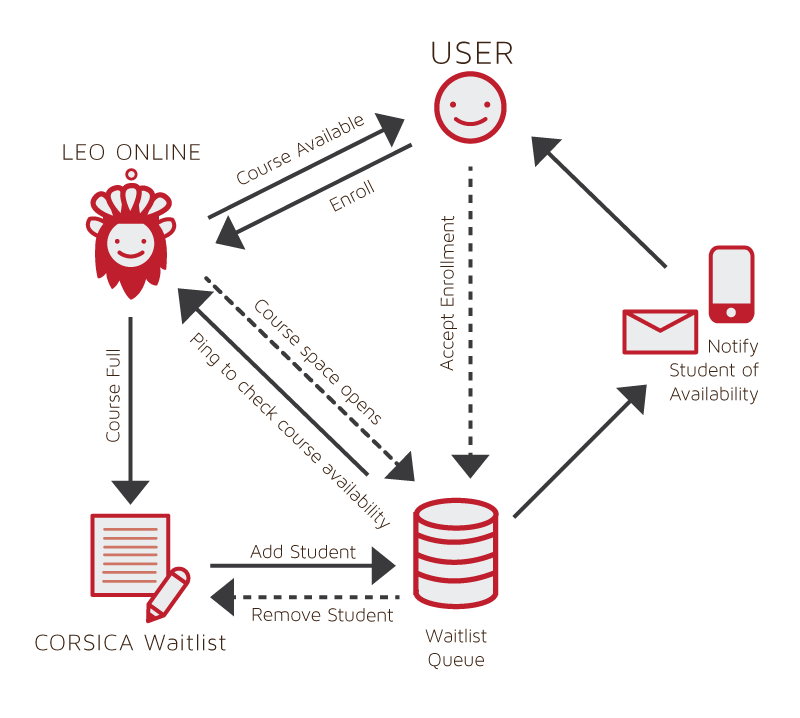 USER
LEO ONLINE
Course Available
Enroll
Course space opens
Ping to check course availability
Accept Enrollment
Course Full
Notify
Student of
Availability
Add Student
Remove Student
CORSICA Waitlist
Waitlist
Queue